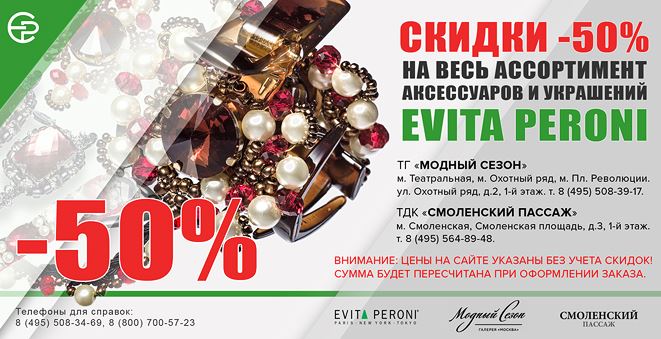 СКИДКИ -50%
НА ВЕСЬ АССОРТИМЕНТ
АКСЕССУАРОВ И УКРАШЕНИЙ
EVITA PERONI
ТГ «МОДНЫЙ СЕЗОН»
м. Театральная, м. Охотный ряд, м. Пл. Революции.
ул. Охотный ряд, д.2, 1-й этаж. т. 8 (495) 508-39-17.
ТДК «СМОЛЕНСКИЙ ПАССАЖ»
м. Смоленская, Смоленская площадь, д.3, 1-й этаж.
т. 8 (495) 564-89-48.
-50%
ВНИМАНИЕ: ЦЕНЫ НА САЙТЕ УКАЗАНЫ БЕЗ УЧЕТА СКИДОК!
СУММА БУДЕТ ПЕРЕСЧИТАНА ПРИ ОФОРМЛЕНИИ ЗАКАЗА.
Телефоны для справок:
8 (495) 508-34-69, 8 (800) 700-57-23
EVITA PERONI
PARIS · NEW YORK · TOKYO
Модный Сезон
ГАЛЕРЕЯ «МОСКВА»
СМОЛЕНСКИЙ
ПАССАЖ